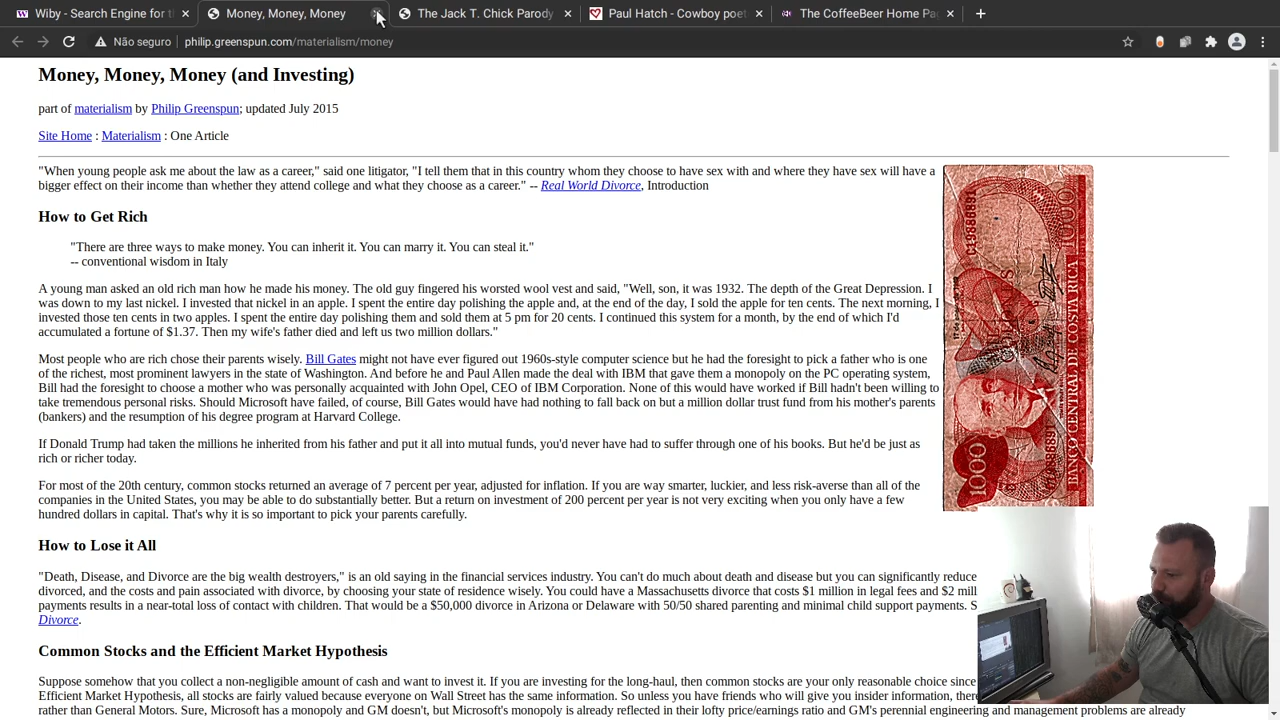 Winning Entry for t
Money, Money, Money
The Jack T. Chick Parody
Paul Hatch - Cowboy poet
The CoffeeBeer Home Pa
Não seguro
philip.greenspun.com/materialism/money
Money, Money, Money (and Investing)
part of materialism by Philip Greenspun; updated July 2015
Site Home : Materialism : One Article
"When young people ask me about the law as a career," said one litigator, "I tell them that in this country whom they choose to have sex with and where they have sex will have a
bigger effect on their income than whether they attend college and what they choose as a career." -- Real World Divorce, Introduction
How to Get Rich
"There are three ways to make money. You can inherit it. You can marry it. You can steal it."
-- conventional wisdom in Italy
A young man asked an old rich man how he made his money. The old guy fingered his worsted wool vest and said, "Well, son, it was 1932. The depth of the Great Depression. I
was down to my last nickel. I invested that nickel in an apple. I spent the entire day polishing the apple and, at the end of the day, I sold the apple for ten cents. The next morning, I
invested those ten cents in two apples. I spent the entire day polishing them and sold them at 5 pm for 20 cents. I continued this system for a month, by the end of which I'd
accumulated a fortune of $1.37. Then my wife's father died and left us two million dollars."
Most people who are rich chose their parents wisely. Bill Gates might not have ever figured out 1960s-style computer science but he had the foresight to pick a father who is one
of the richest, most prominent lawyers in the state of Washington. And before he and Paul Allen made the deal with IBM that gave them a monopoly on the PC operating system,
Bill had the foresight to choose a mother who was personally acquainted with John Opel, CEO of IBM Corporation. None of this would have worked if Bill hadn't been willing to
take tremendous personal risks. Should Microsoft have failed, of course, Bill Gates would have had nothing to fall back on but a million dollar trust fund from his mother's parents
(bankers) and the resumption of his degree program at Harvard College.
If Donald Trump had taken the millions he inherited from his father and put it all into mutual funds, you'd never have had to suffer through one of his books. But he'd be just as
rich or richer today.
For most of the 20th century, common stocks returned an average of 7 percent per year, adjusted for inflation. If you are way smarter, luckier, and less risk-averse than all of the
companies in the United States, you may be able to do substantially better. But a return on investment of 200 percent per year is not very exciting when you only have a few
hundred dollars in capital. That's why it is so important to pick your parents carefully.
C19886891
1000
BANCO CENTRAL DE COSTA RICA
1000
How to Lose it All
"Death, Disease, and Divorce are the big wealth destroyers," is an old saying in the financial services industry. You can't do much about death and disease but you can significantly reduce
divorced, and the costs and pain associated with divorce, by choosing your state of residence wisely. You could have a Massachusetts divorce that costs $1 million in legal fees and $2 mill
payments results in a near-total loss of contact with children. That would be a $50,000 divorce in Arizona or Delaware with 50/50 shared parenting and minimal child support payments. S
Divorce.
Common Stocks and the Efficient Market Hypothesis
Suppose somehow that you collect a non-negligible amount of cash and want to invest it. If you are investing for the long-haul, then common stocks are your only reasonable choice since
Efficient Market Hypothesis, all stocks are fairly valued because everyone on Wall Street has the same information. So unless you have friends who will give you insider information, ther
rather than General Motors. Sure, Microsoft has a monopoly and GM doesn't, but Microsoft's monopoly is already reflected in their lofty price/earnings ratio and GM's perennial engineering and management problems are already